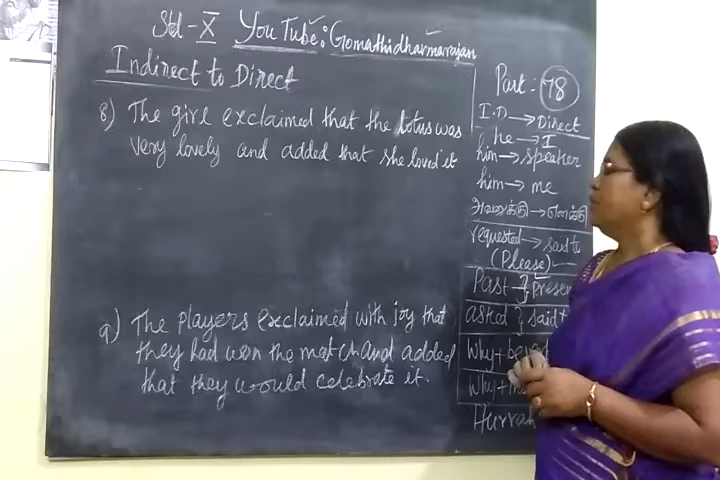 Std - X YouTube: Gomathidharmarajan
Indirect to Direct
8) The girl exclaimed that the lotus was
very lovely and added that she loved it
9) The players exclaimed with joy that
they had won the match and added
that they would celebrate it.
Part - 78
I.D → Direct
he → I
him → speaker
him → me
அவனுக்கு → எனக்கு
requested → said to
(Please)
Past → Presen
asked → said t
Why +
Why +
Hurrah